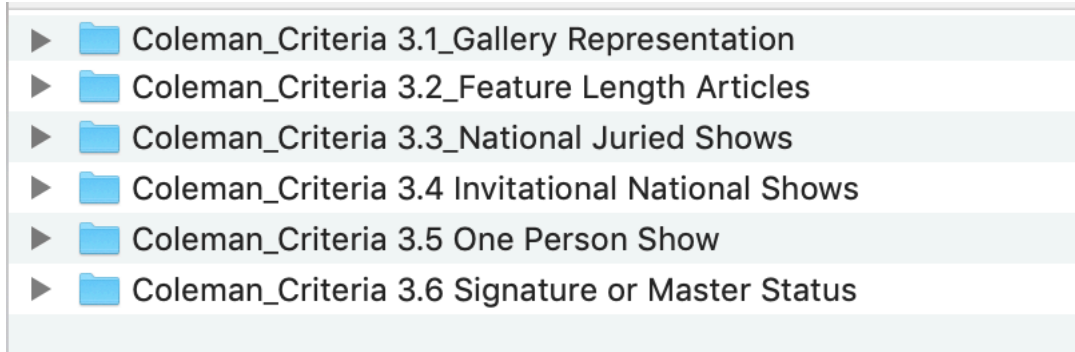 Coleman_Criteria 3.1_Gallery Representation
Coleman_Criteria 3.2_Feature Length Articles
Coleman_Criteria 3.3_National Juried Shows
Coleman_Criteria 3.4 Invitational National Shows
Coleman_Criteria 3.5 One Person Show
Coleman_Criteria 3.6 Signature or Master Status